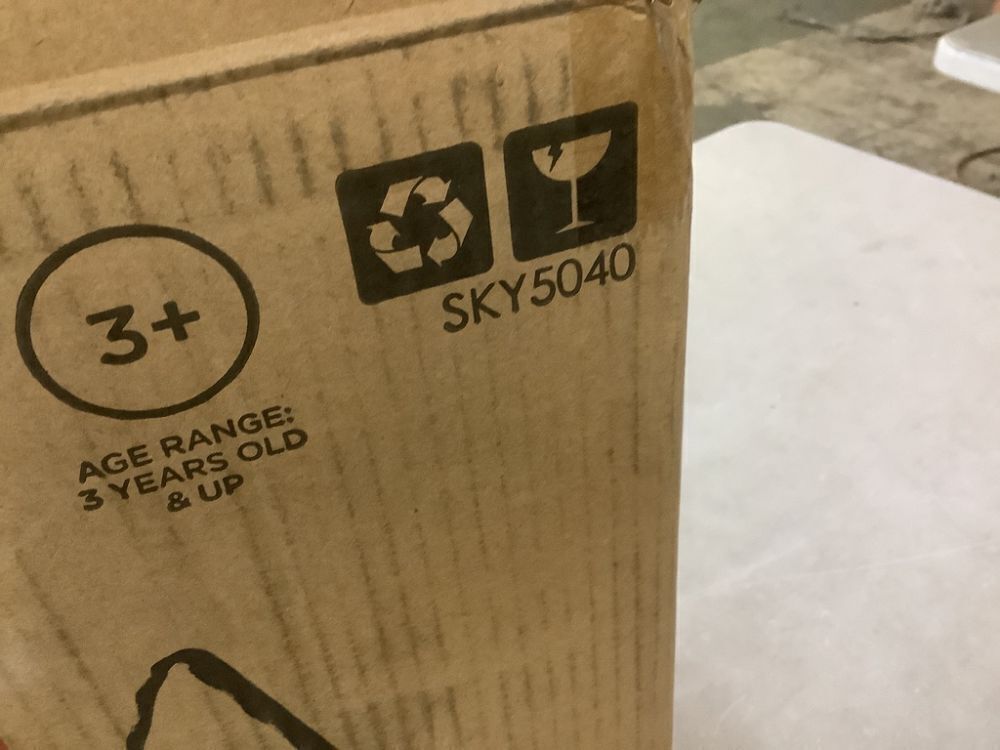 SKY5040
3+
AGE RANGE:
3 YEARS OLD
& UP